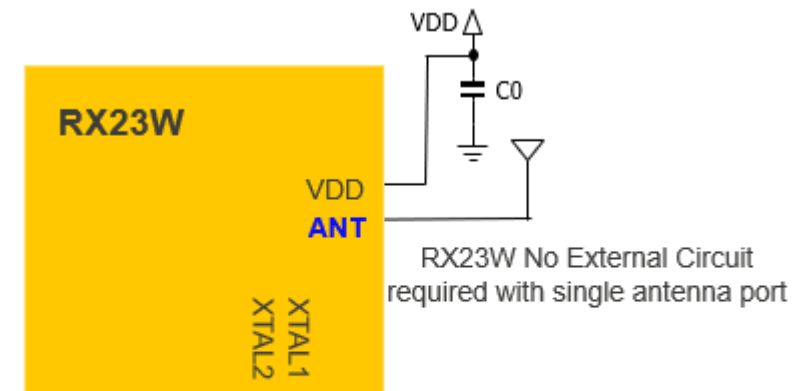 VDD
C0
RX23W
VDD
ANT
RX23W No External Circuit
required with single antenna port
XTAL1
XTAL2